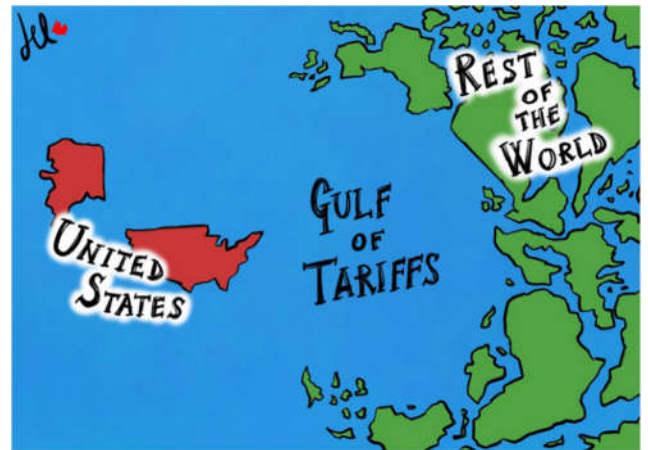 REST
OF
THE
WORLD
GULF
OF
TARIFFS
UNITED
STATES